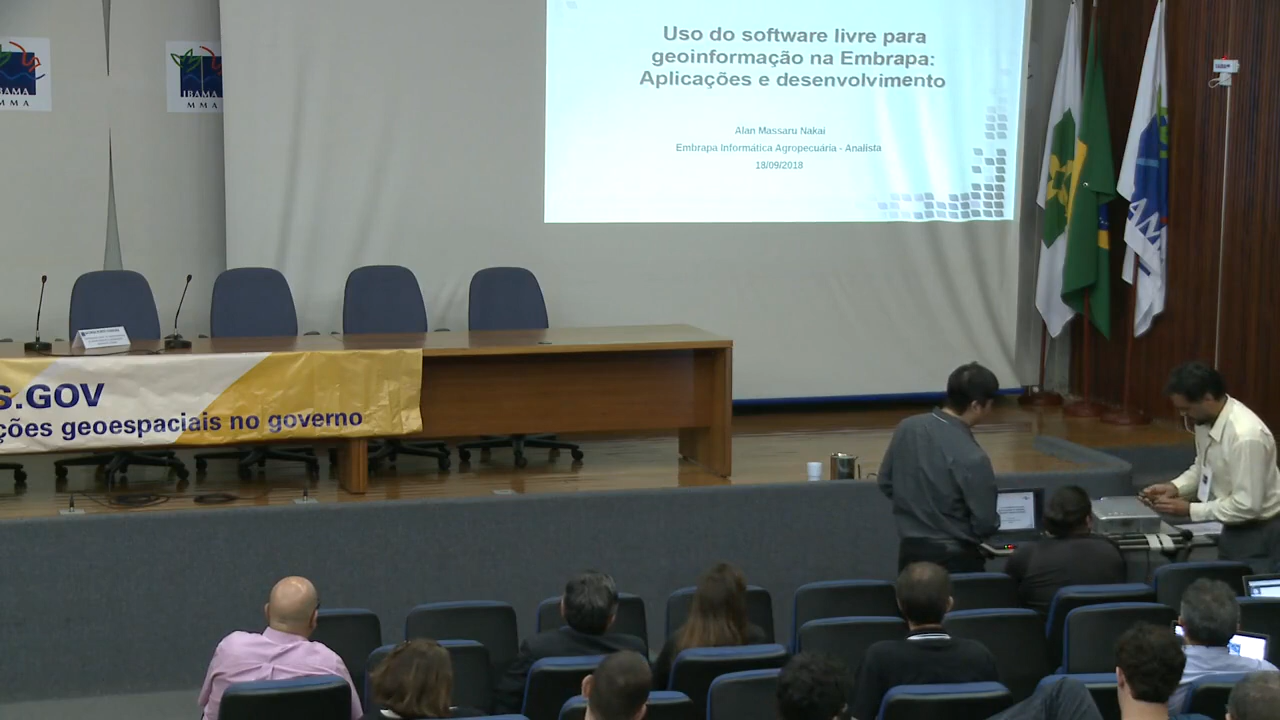 Uso do software livre para
geoinformação na Embrapa:
Aplicações e desenvolvimento
Alan Massaru Nakai
Embrapa Informática Agropecuária - Analista
18/09/2018
IBAMA
MMA
IBAMA
MMA
S.GOV
ções geoespaciais no governo